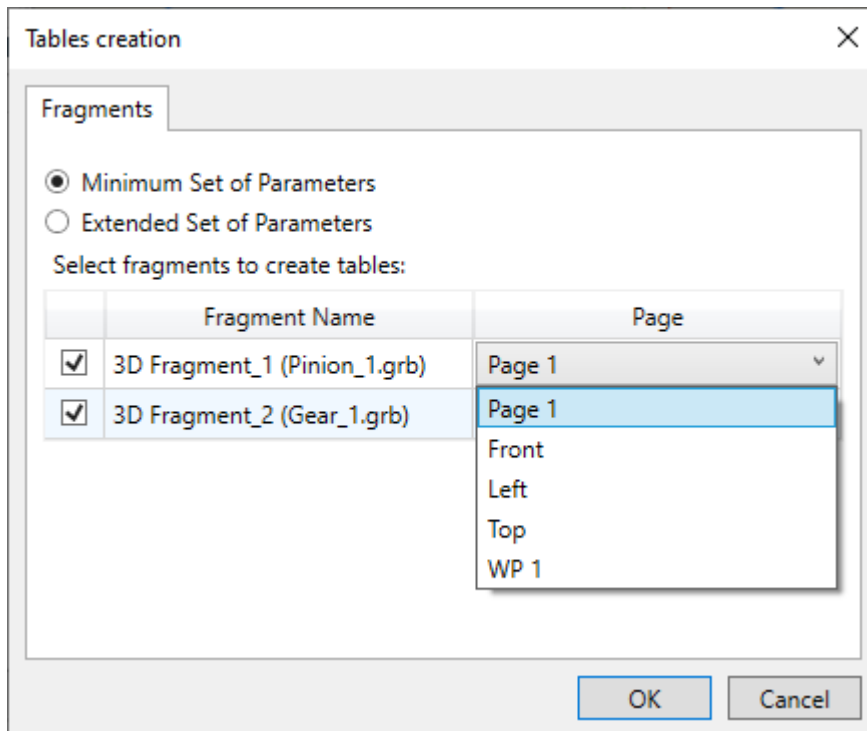 Tables creation
Fragments
Minimum Set of Parameters
Extended Set of Parameters
Select fragments to create tables:
Fragment Name Page
3D Fragment_1 (Pinion_1.grb) Page 1
3D Fragment_2 (Gear_1.grb) Page 1
Front
Left
Top
WP 1
OK Cancel